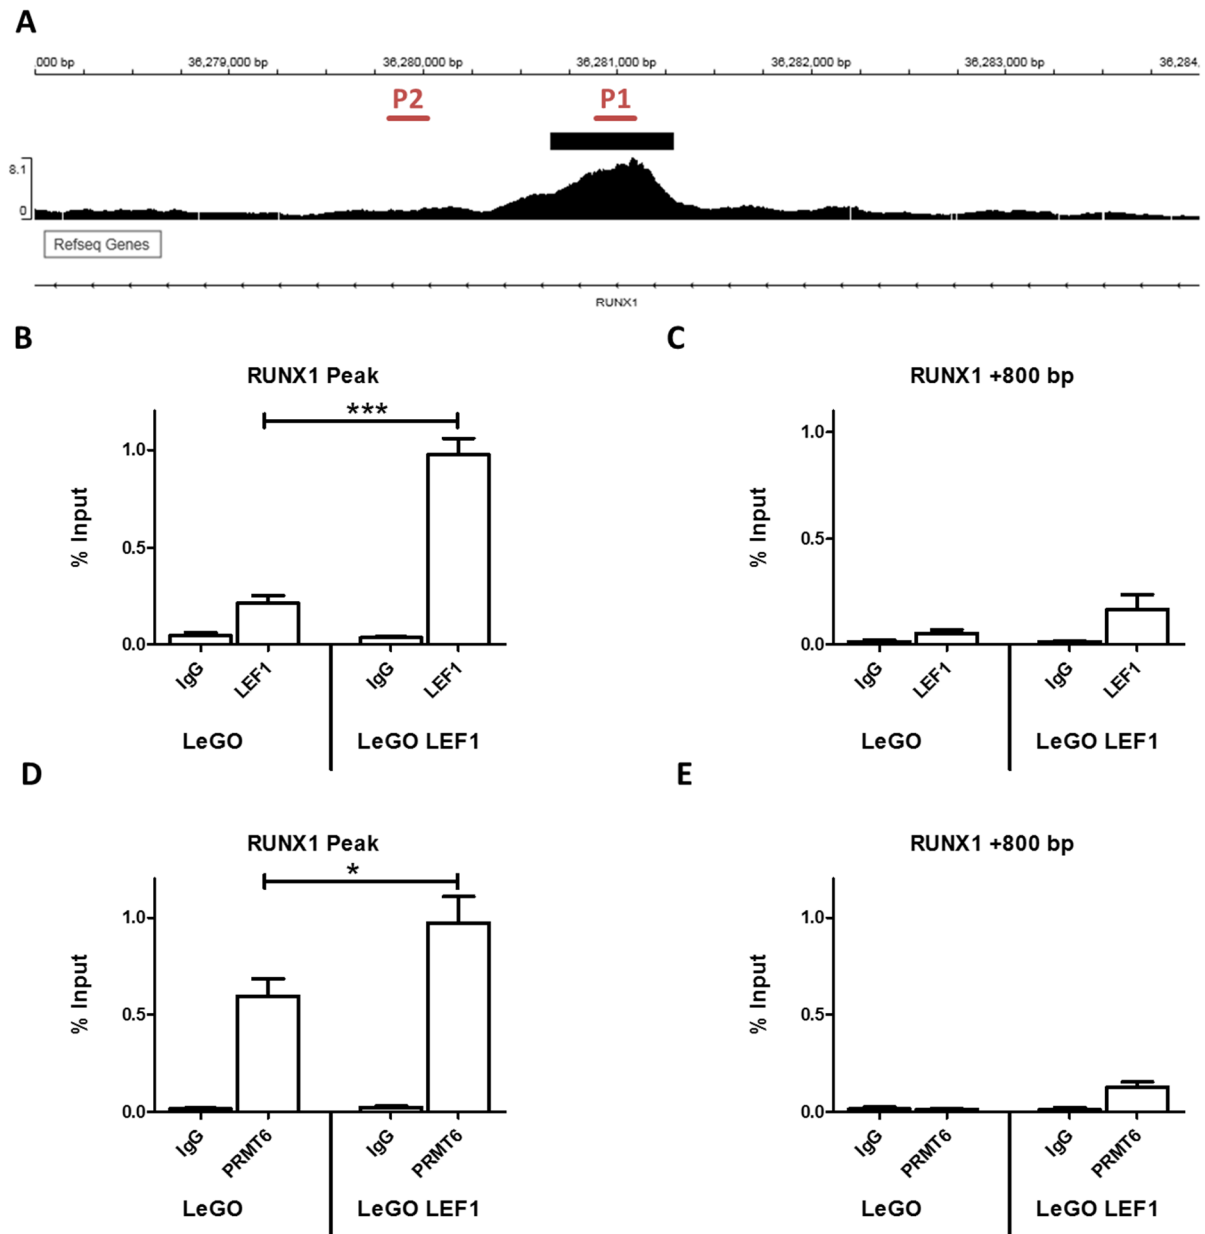 A
,000 bp 36,279,000 bp 36,280,000 bp 36,281,000 bp 36,282,000 bp 36,283,000 bp 36,284,
P2 P1
8.1
0
Refseq Genes
RUNX1
B
RUNX1 Peak
***
% Input
1.0
0.5
0.0
IgG LEF1 IgG LEF1
LeGO LeGO LEF1
C
RUNX1 +800 bp
% Input
1.0
0.5
0.0
IgG LEF1 IgG LEF1
LeGO LeGO LEF1
D
RUNX1 Peak
*
% Input
1.0
0.5
0.0
IgG PRMT6 IgG PRMT6
LeGO LeGO LEF1
E
RUNX1 +800 bp
% Input
1.0
0.5
0.0
IgG PRMT6 IgG PRMT6
LeGO LeGO LEF1